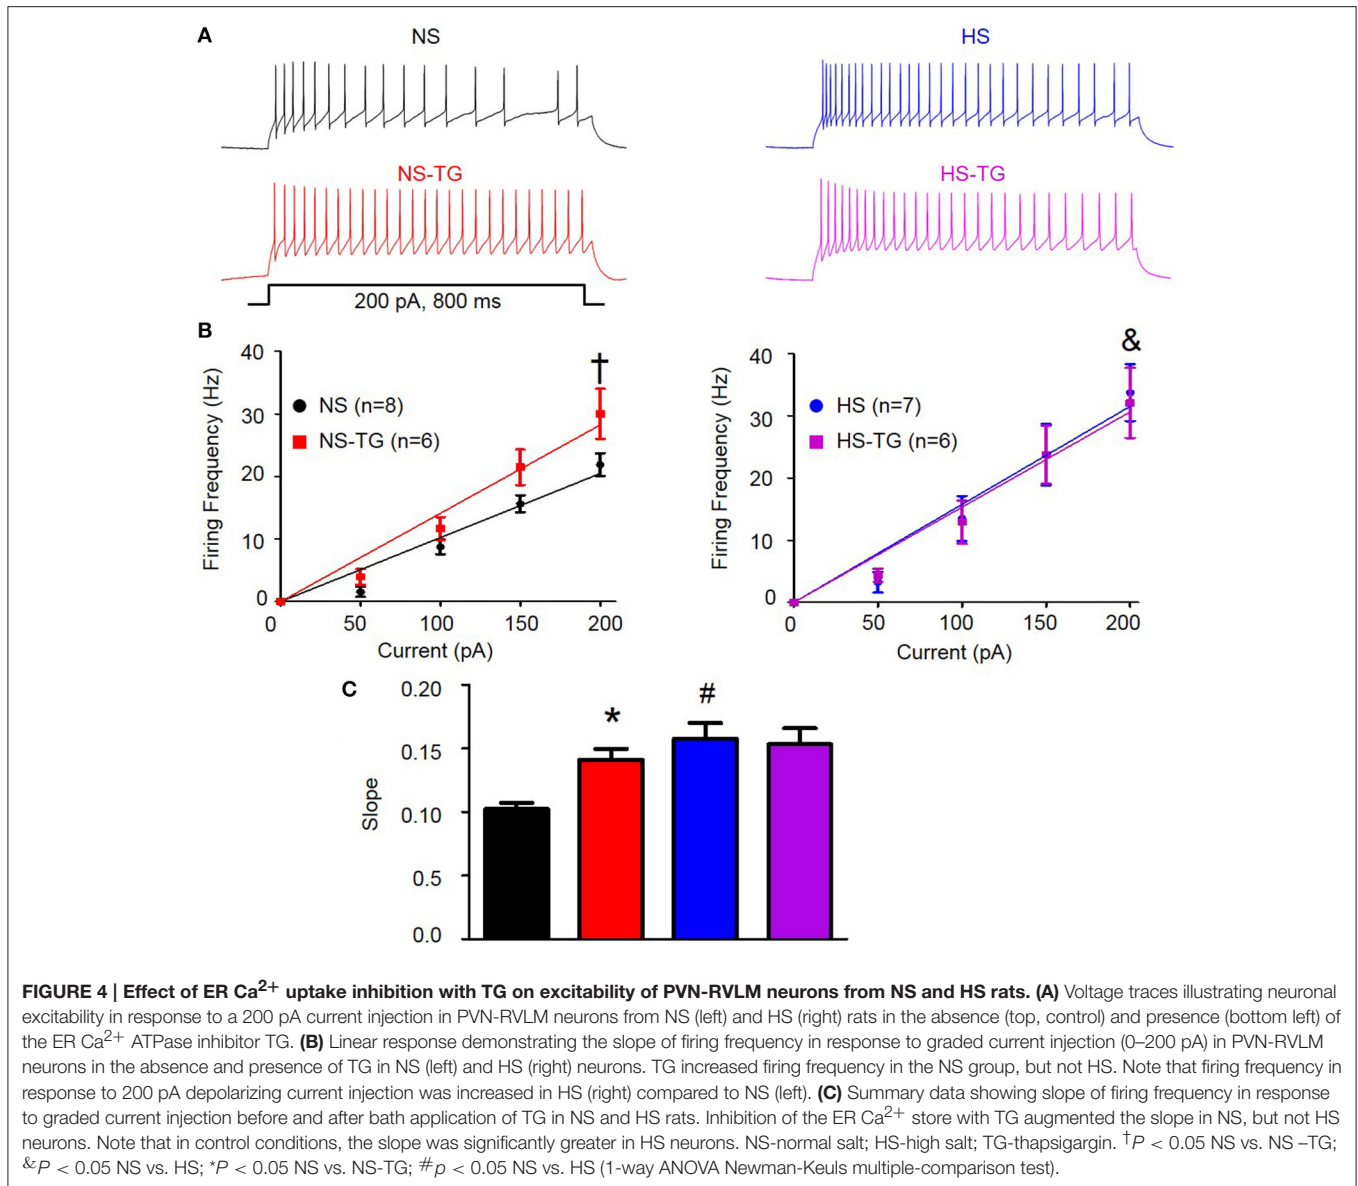 A
NS
HS
NS-TG
HS-TG
200 pA, 800 ms
B
40
30
20
10
0
Firing Frequency (Hz)
NS (n=8)
NS-TG (n=6)
†
0
50
100
150
200
Current (pA)
40
30
20
10
0
Firing Frequency (Hz)
HS (n=7)
HS-TG (n=6)
&
0
50
100
150
200
Current (pA)
C
0.20
0.15
0.10
0.5
0.0
Slope
*
#
FIGURE 4 | Effect of ER Ca2+ uptake inhibition with TG on excitability of PVN-RVLM neurons from NS and HS rats. (A) Voltage traces illustrating neuronal
excitability in response to a 200 pA current injection in PVN-RVLM neurons from NS (left) and HS (right) rats in the absence (top, control) and presence (bottom left) of
the ER Ca2+ ATPase inhibitor TG. (B) Linear response demonstrating the slope of firing frequency in response to graded current injection (0–200 pA) in PVN-RVLM
neurons in the absence and presence of TG in NS (left) and HS (right) neurons. TG increased firing frequency in the NS group, but not HS. Note that firing frequency in
response to 200 pA depolarizing current injection was increased in HS (right) compared to NS (left). (C) Summary data showing slope of firing frequency in response
to graded current injection before and after bath application of TG in NS and HS rats. Inhibition of the ER Ca2+ store with TG augmented the slope in NS, but not HS
neurons. Note that in control conditions, the slope was significantly greater in HS neurons. NS-normal salt; HS-high salt; TG-thapsigargin. †P < 0.05 NS vs. NS –TG;
&P < 0.05 NS vs. HS; *P < 0.05 NS vs. NS-TG; #p < 0.05 NS vs. HS (1-way ANOVA Newman-Keuls multiple-comparison test).